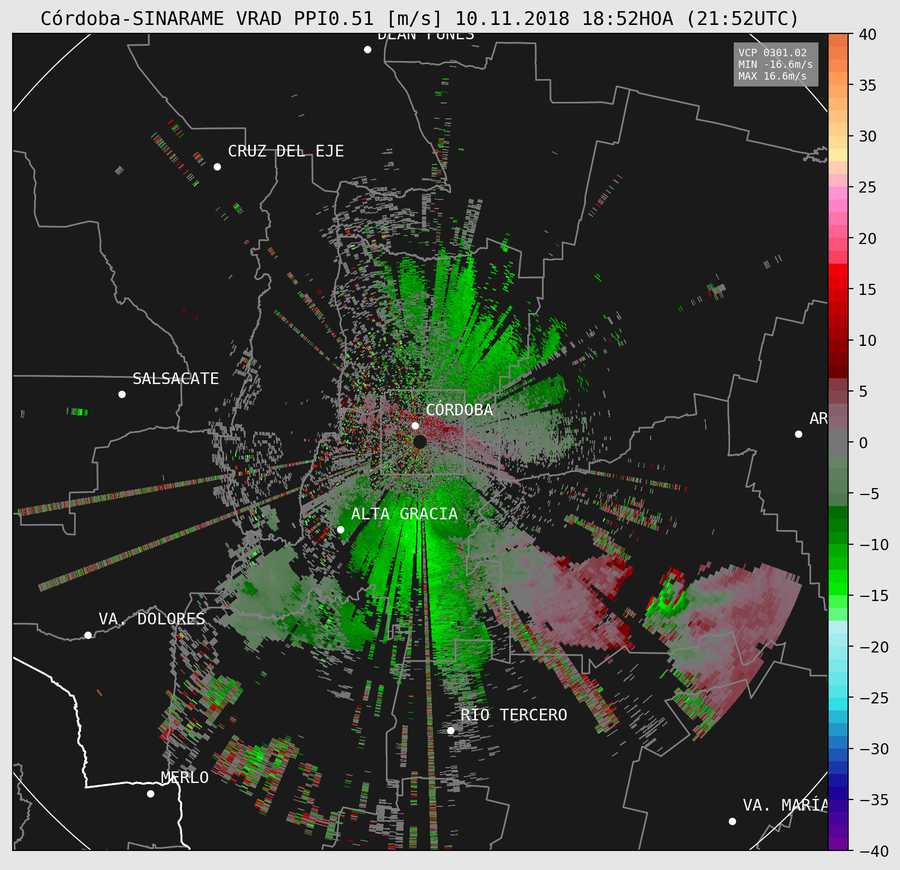 Córdoba-SINARAME VRAD PPI0.51 [m/s] 10.11.2018 18:52HOA (21:52UTC)
DEAN FUNES
VCP 0301.02
MIN -16.6m/s
MAX 16.6m/s
CRUZ DEL EJE
SALSACATE
CÓRDOBA
AR
ALTA GRACIA
VA. DOLORES
RÍO TERCERO
MERLO
VA. MARÍA
40
35
30
25
20
15
10
5
0
−5
−10
−15
−20
−25
−30
−35
−40